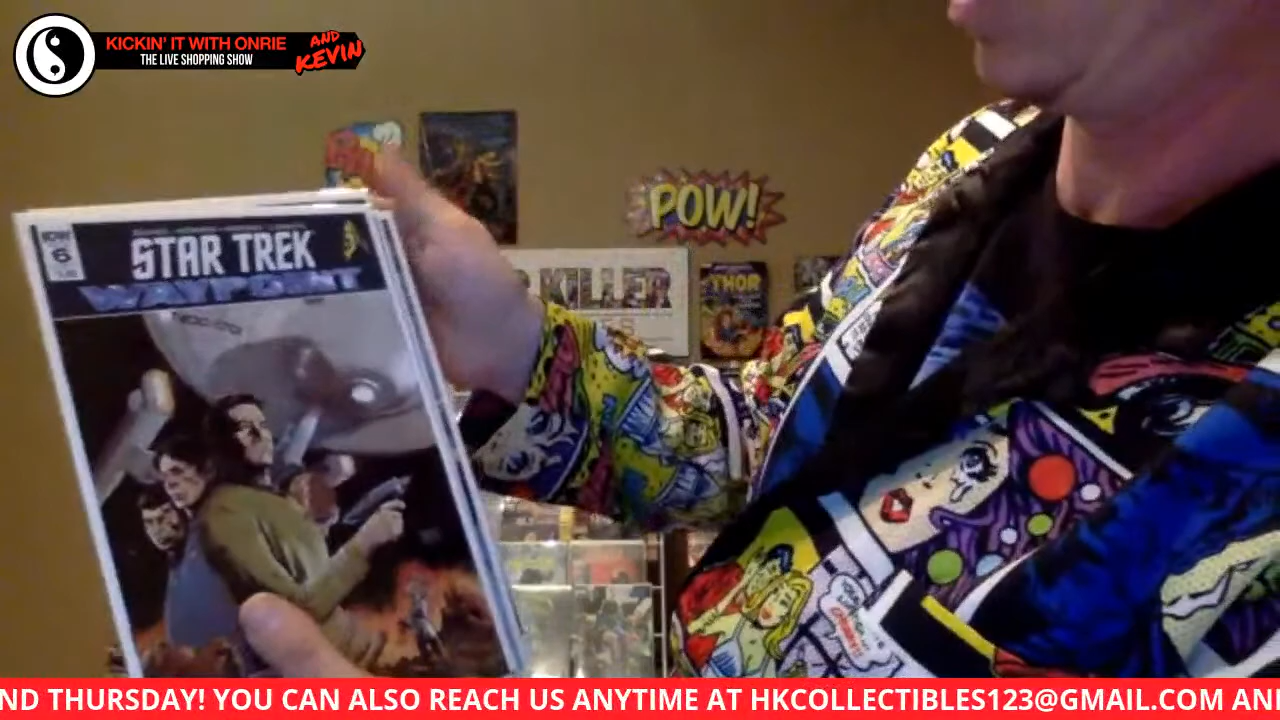 KICKIN' IT WITH ONRIE
AND
KEVIN
THE LIVE SHOPPING SHOW
POW!
IDW
6
STAR TREK
WAYPOINT
KILLER
THOR
ND THURSDAY! YOU CAN ALSO REACH US ANYTIME AT HKCOLLECTIBLES123@GMAIL.COM AN